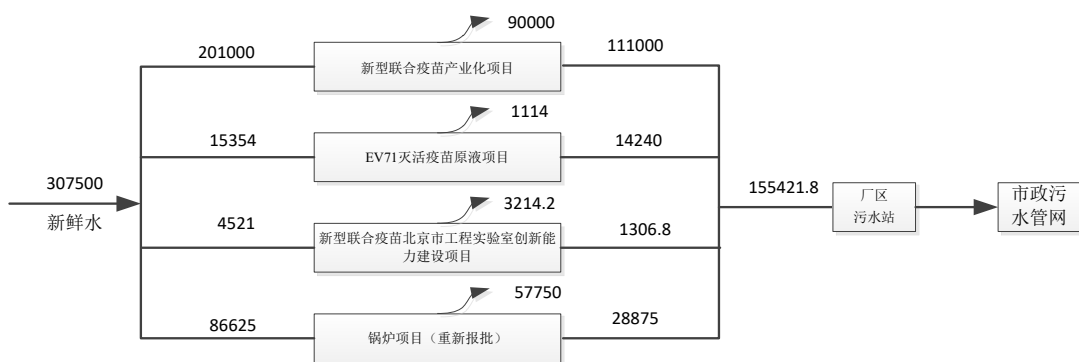 90000
201000
新型联合疫苗产业化项目
111000
1114
15354
EV71灭活疫苗原液项目
14240
307500
新鲜水
3214.2
4521
新型联合疫苗北京市工程实验室创新能
力建设项目
1306.8
155421.8
厂区
污水站
市政污
水管网
57750
86625
锅炉项目（重新报批）
28875